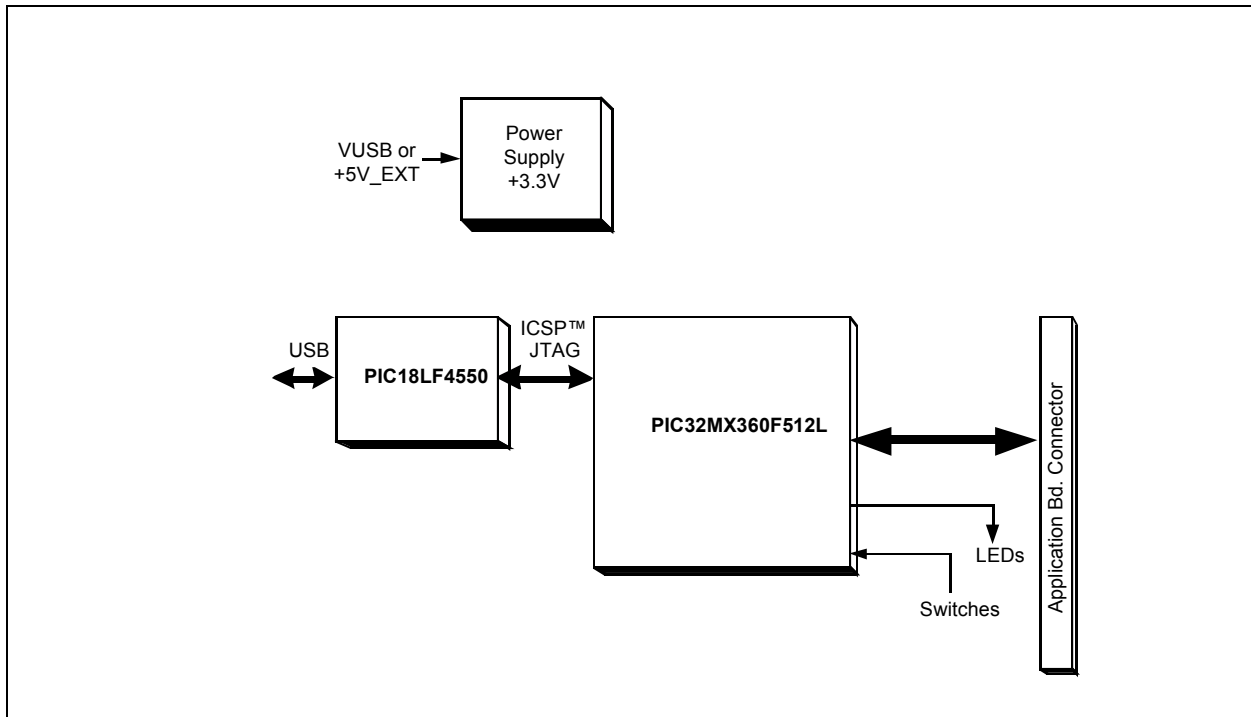 Power
Supply
+3.3V
VUSB or
+5V_EXT
USB
PIC18LF4550
ICSP™
JTAG
PIC32MX360F512L
LEDs
Switches
Application Bd. Connector